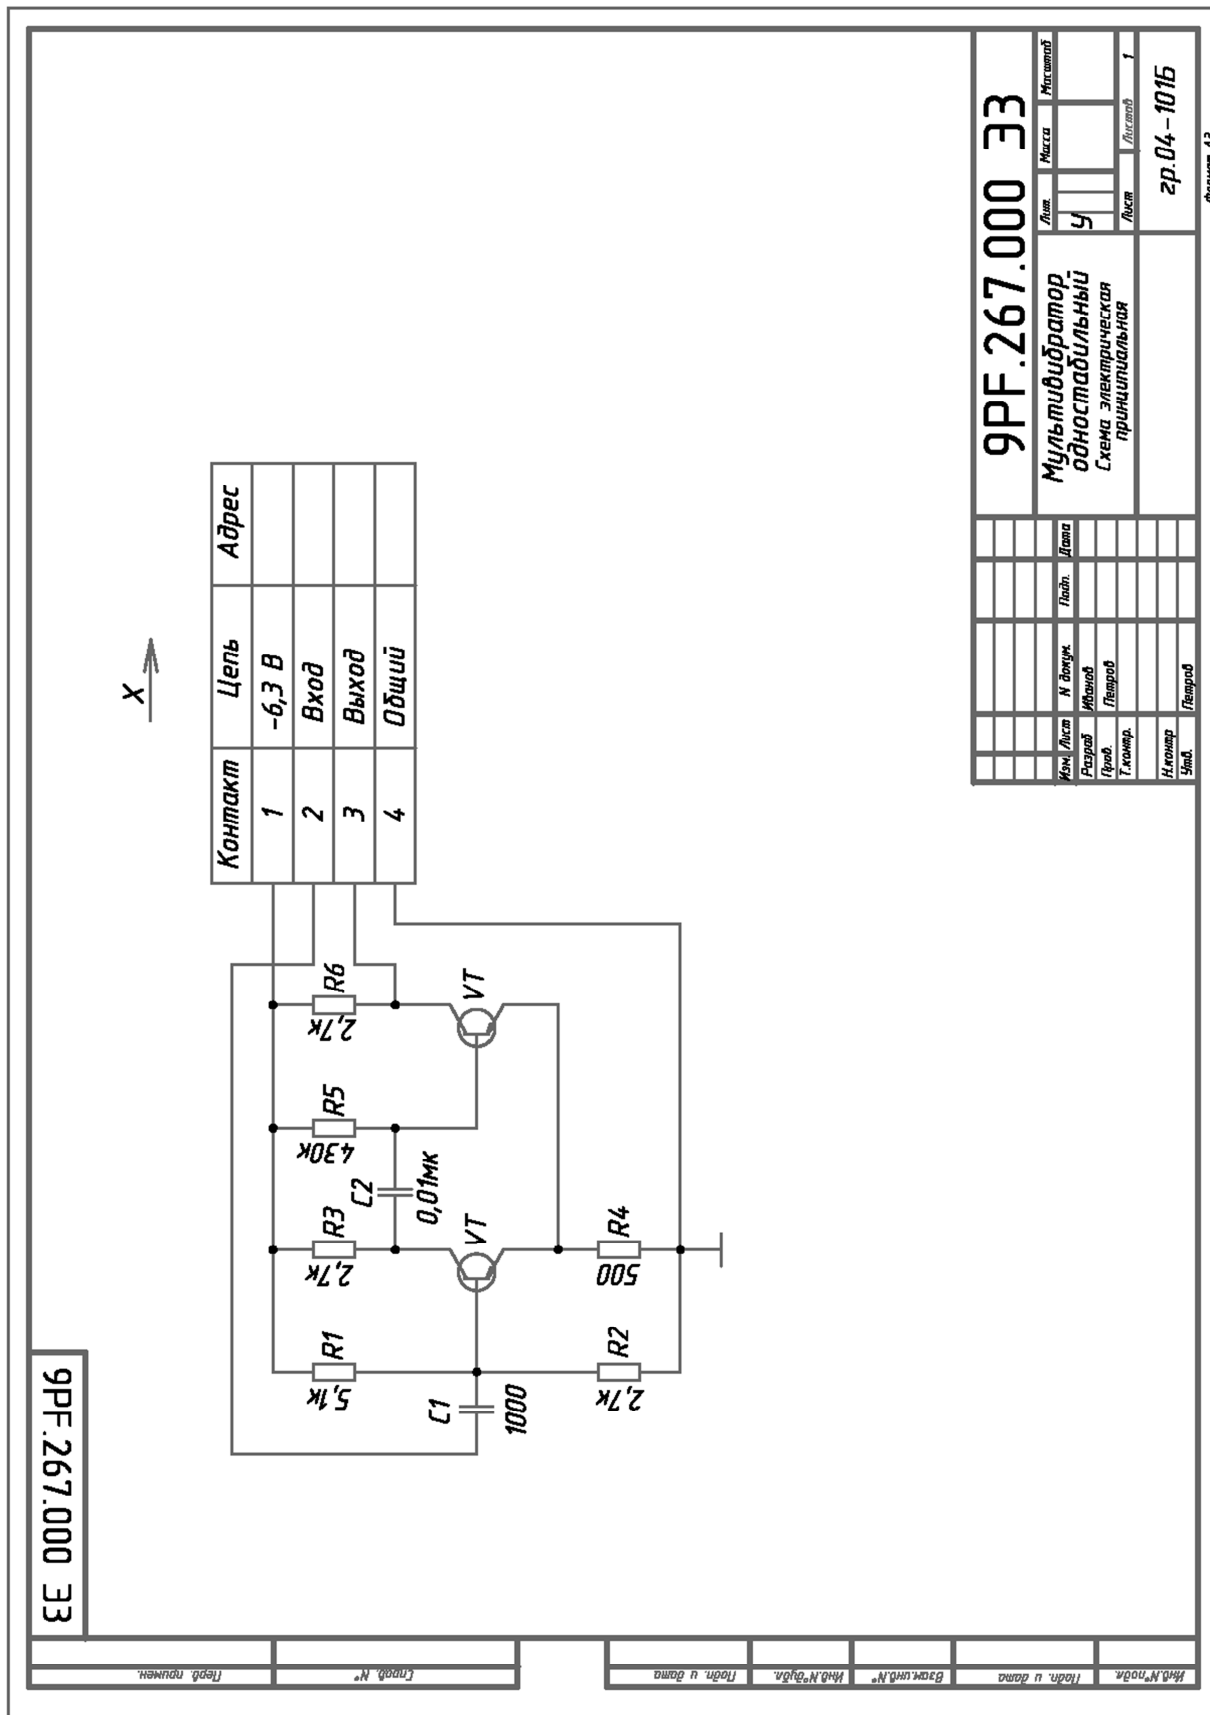 9PF.267.000 ЭЗ
X
Контакт Цепь Адрес
1 -6,3 В
2 Вход
3 Выход
4 Общий
R1
5,1к
R3
2,7к
R5
430к
R6
2,7к
C2
0,01мк
VT
VT
C1
1000
R2
2,7к
R4
500
Перв. примен.
Справ. N°
Подп. и дата
Инв.N°дубл.
Взам.инв.N°
Подп. и дата
Инв.N°подл.
9PF.267.000 ЭЗ
Изм. Лист N докум. Подп. Дата
Разраб Иванов
Пров. Петров
Т.контр.
Н.контр
Утв. Петров
Мультивибратор
одностабильный
Схема электрическая
принципиальная
Лит. Масса Масштаб
У
Лист Листов 1
гр.04-101Б
Формат А3